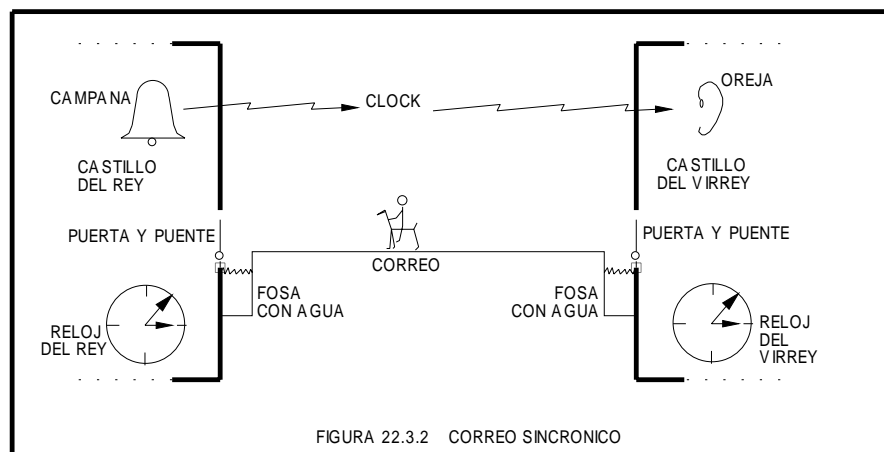 CAMPANA
CLOCK
OREJA
CASTILLO
DEL REY
CASTILLO
DEL VIRREY
PUERTA Y PUENTE
PUERTA Y PUENTE
CORREO
FOSA
CON AGUA
FOSA
CON AGUA
RELOJ
DEL REY
RELOJ
DEL
VIRREY
FIGURA 22.3.2 CORREO SINCRONICO